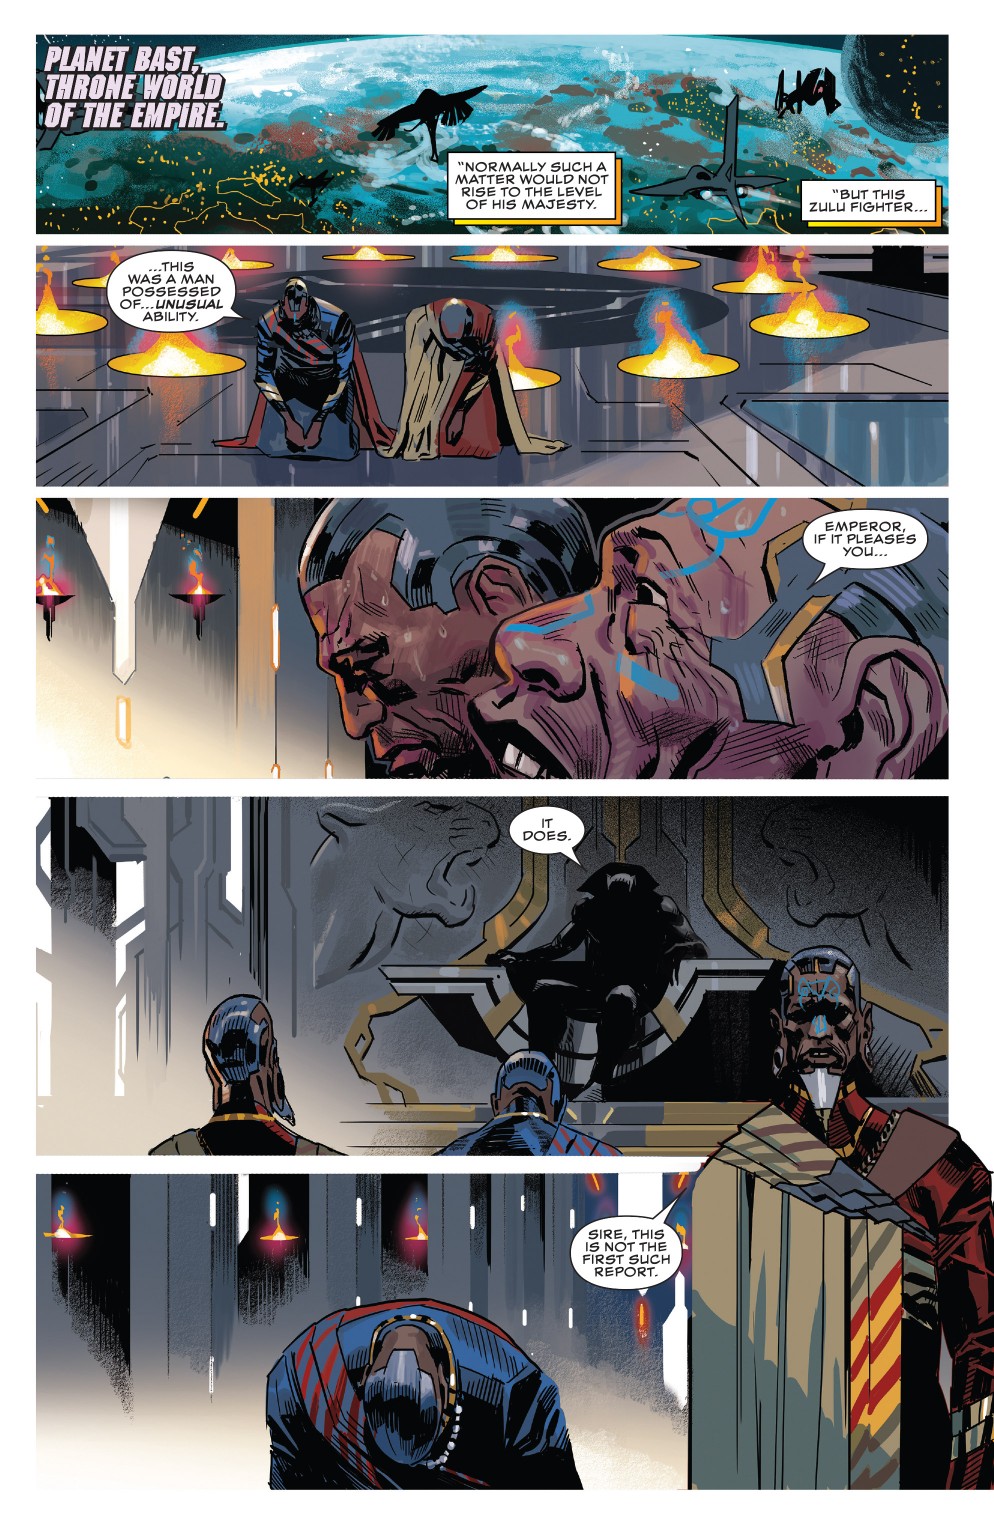 PLANET BAST,
THRONE WORLD
OF THE EMPIRE.
"NORMALLY SUCH A
MATTER WOULD NOT
RISE TO THE LEVEL
OF HIS MAJESTY.
"BUT THIS
ZULU FIGHTER...
...THIS
WAS A MAN
POSSESSED
OF...UNUSUAL
ABILITY.
EMPEROR,
IF IT PLEASES
YOU...
IT
DOES.
SIRE, THIS
IS NOT THE
FIRST SUCH
REPORT.